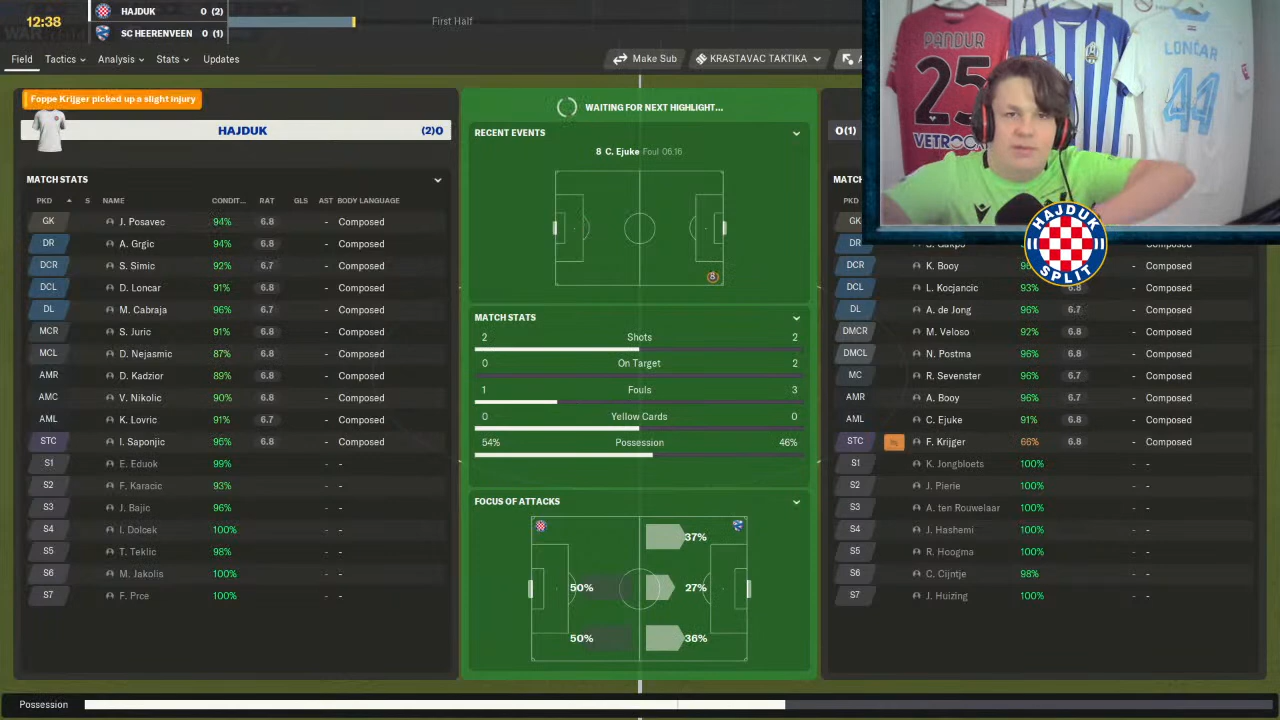 12:38
HAJDUK 0 (2)
SC HEERENVEEN 0 (1)
First Half
Field Tactics Analysis Stats Updates
Make Sub
KRASTAVAC TAKTIKA
Foppe Krijger picked up a slight injury
HAJDUK (2)0
MATCH STATS
PKD S NAME CONDIT... RAT GLS AST BODY LANGUAGE
GK J. Posavec 94% 6.8 - Composed
DR A. Grgic 94% 6.8 - Composed
DCR S. Simic 92% 6.7 - Composed
DCL D. Loncar 91% 6.8 - Composed
DL M. Cabraja 96% 6.7 - Composed
MCR S. Juric 91% 6.8 - Composed
MCL D. Nejasmic 87% 6.8 - Composed
AMR D. Kadzior 89% 6.8 - Composed
AMC V. Nikolic 90% 6.8 - Composed
AML K. Lovric 91% 6.7 - Composed
STC I. Saponjic 96% 6.8 - Composed
S1 E. Eduok 99% - -
S2 F. Karacic 93% - -
S3 J. Bajic 96% - -
S4 I. Dolcek 100% - -
S5 T. Teklic 98% - -
S6 M. Jakolis 100% - -
S7 F. Prce 100% - -
WAITING FOR NEXT HIGHLIGHT...
RECENT EVENTS
8 C. Ejuke Foul 06:16
8
MATCH STATS
2 Shots 2
0 On Target 2
1 Fouls 3
0 Yellow Cards 0
54% Possession 46%
FOCUS OF ATTACKS
37%
50% 27%
50% 36%
0(1)
MATCH
PKD
GK
DR
DCR K. Booy - Composed
DCL L. Kocjancic 93% 6.8 - Composed
DL A. de Jong 96% 6.7 - Composed
DMCR M. Veloso 92% 6.8 - Composed
DMCL N. Postma 96% 6.8 - Composed
MC R. Sevenster 96% 6.7 - Composed
AMR A. Booy 96% 6.7 - Composed
AML C. Ejuke 91% 6.8 - Composed
STC F. Krijger 66% 6.8 - Composed
S1 K. Jongbloets 100% - -
S2 J. Pierie 100% - -
S3 A. ten Rouwelaar 100% - -
S4 J. Hashemi 100% - -
S5 R. Hoogma 100% - -
S6 C. Cijntje 98% - -
S7 J. Huizing 100% - -
PANDUR
25
LONČAR
44
HAJDUK
SPLIT
Possession